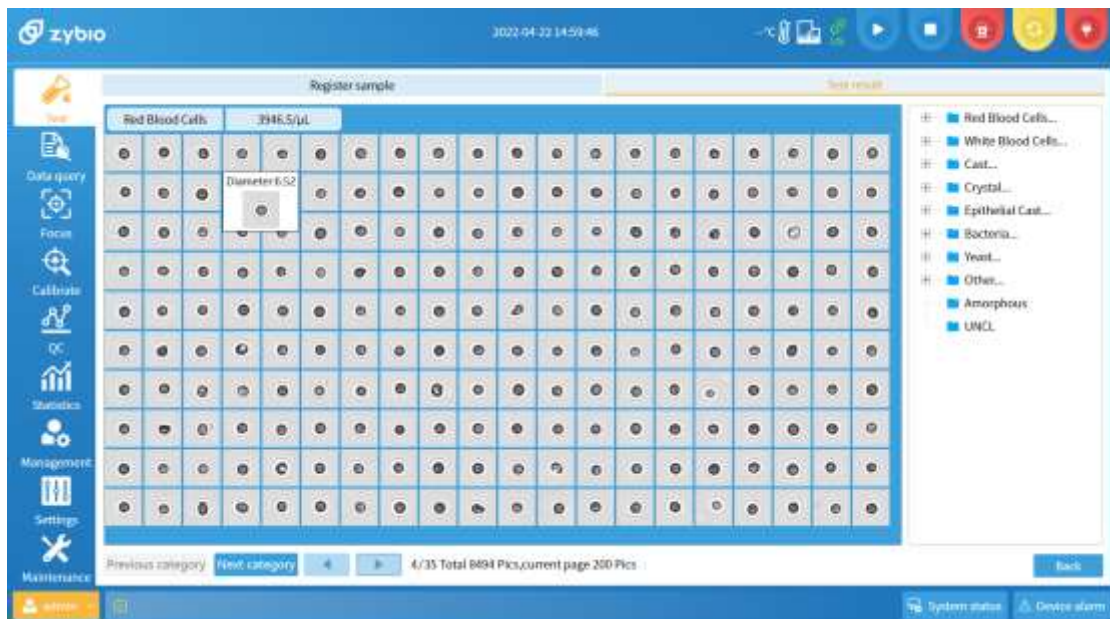 zybio
2022-04-22 14:59:46
--℃
Test
Data query
Focus
Calibrate
QC
Statistics
Management
Settings
Maintenance
Register sample
Test result
Red Blood Cells
3946.5/μL
Diameter:6.52
Red Blood Cells...
White Blood Cells...
Cast...
Crystal...
Epithelial Cast...
Bacteria...
Yeast...
Other...
Amorphous
UNCL
Previous category
Next category
4/35 Total 8494 Pics,current page 200 Pics
Back
admin
System status
Device alarm